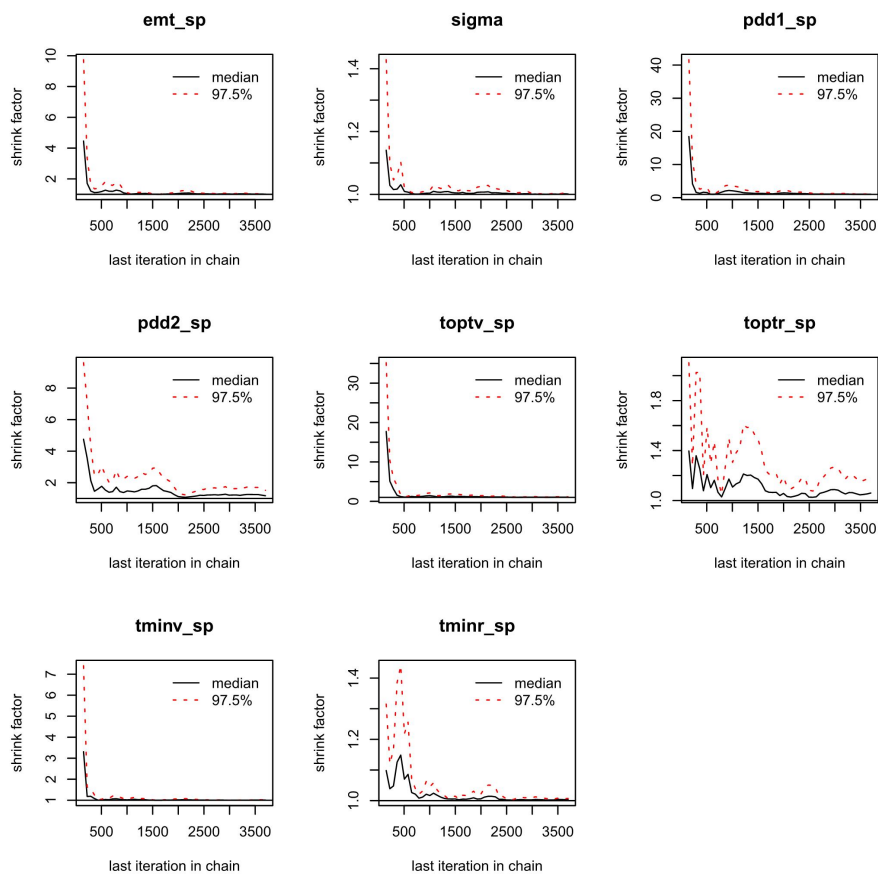 emt_sp
shrink factor
2 4 6 8 10
median
97.5%
500 1500 2500 3500
last iteration in chain
sigma
shrink factor
1.0 1.2 1.4
median
97.5%
500 1500 2500 3500
last iteration in chain
pdd1_sp
shrink factor
0 10 20 30 40
median
97.5%
500 1500 2500 3500
last iteration in chain
pdd2_sp
shrink factor
2 4 6 8
median
97.5%
500 1500 2500 3500
last iteration in chain
toptv_sp
shrink factor
0 10 20 30
median
97.5%
500 1500 2500 3500
last iteration in chain
toptr_sp
shrink factor
1.0 1.4 1.8
median
97.5%
500 1500 2500 3500
last iteration in chain
tminv_sp
shrink factor
1 2 3 4 5 6 7
median
97.5%
500 1500 2500 3500
last iteration in chain
tminr_sp
shrink factor
1.0 1.2 1.4
median
97.5%
500 1500 2500 3500
last iteration in chain